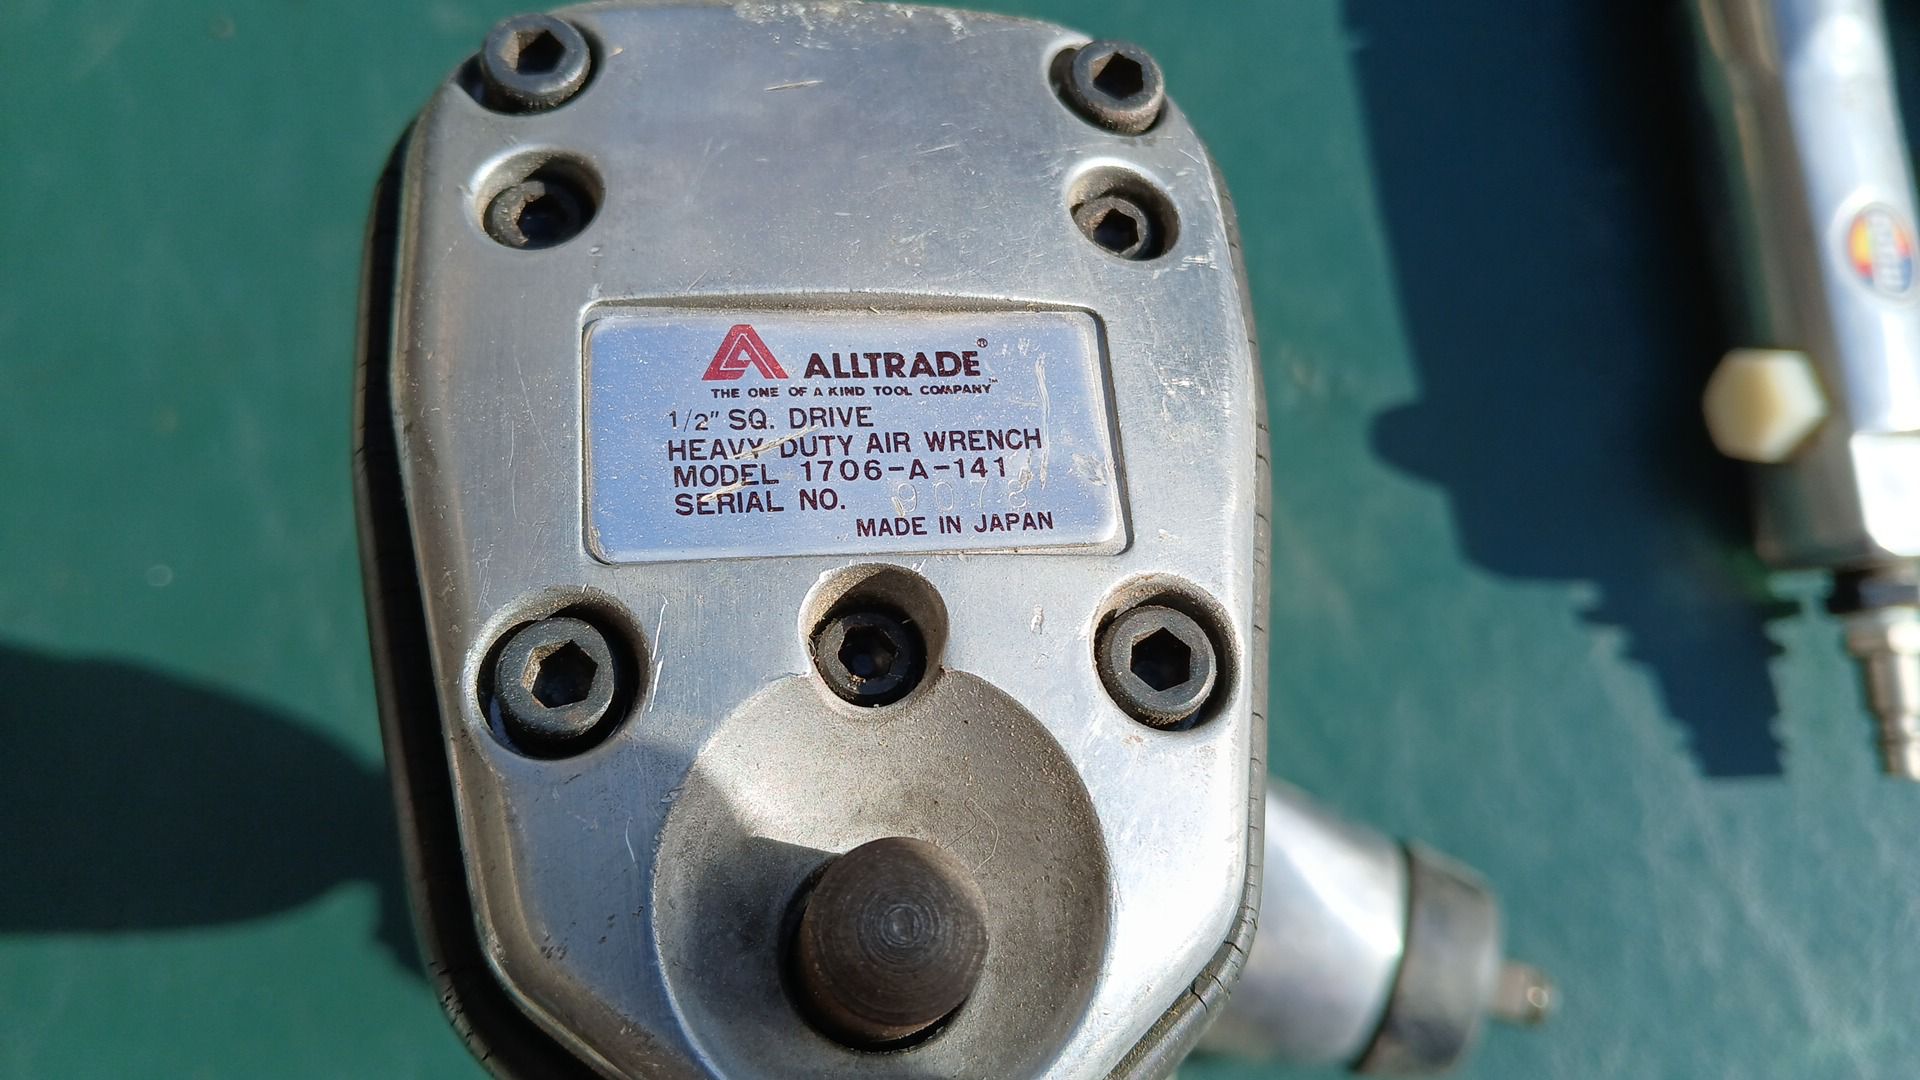 ALLTRADE®
THE ONE OF A KIND TOOL COMPANY™
1/2" SQ. DRIVE
HEAVY DUTY AIR WRENCH
MODEL 1706-A-141
SERIAL NO.
MADE IN JAPAN